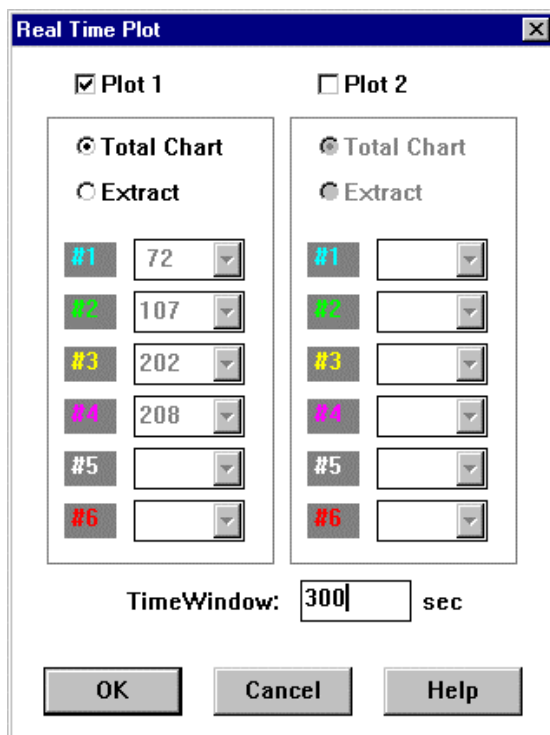 Real Time Plot
Plot 1 Plot 2
Total Chart Total Chart
Extract Extract
#1 72 #1
#2 107 #2
#3 202 #3
#4 208 #4
#5 #5
#6 #6
TimeWindow: 300 sec
OK Cancel Help